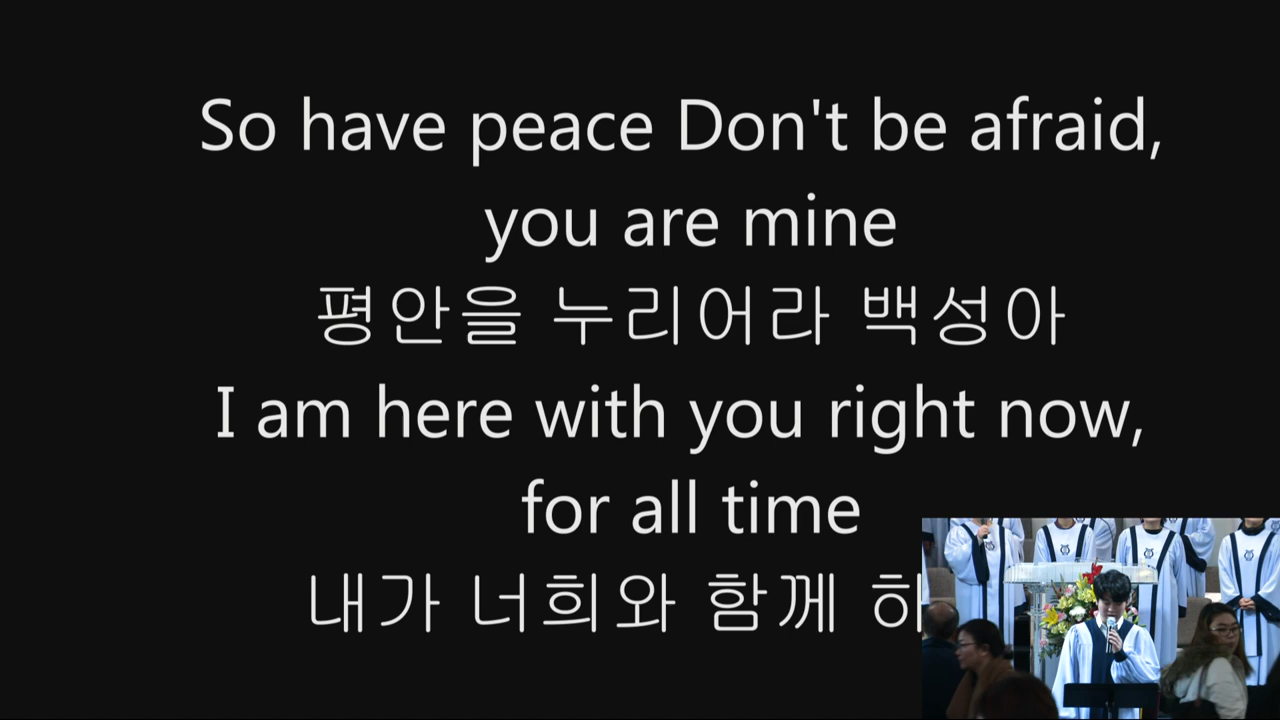 So have peace Don't be afraid,
you are mine
평안을 누리어라 백성아
I am here with you right now,
for all time
내가 너희와 함께 하